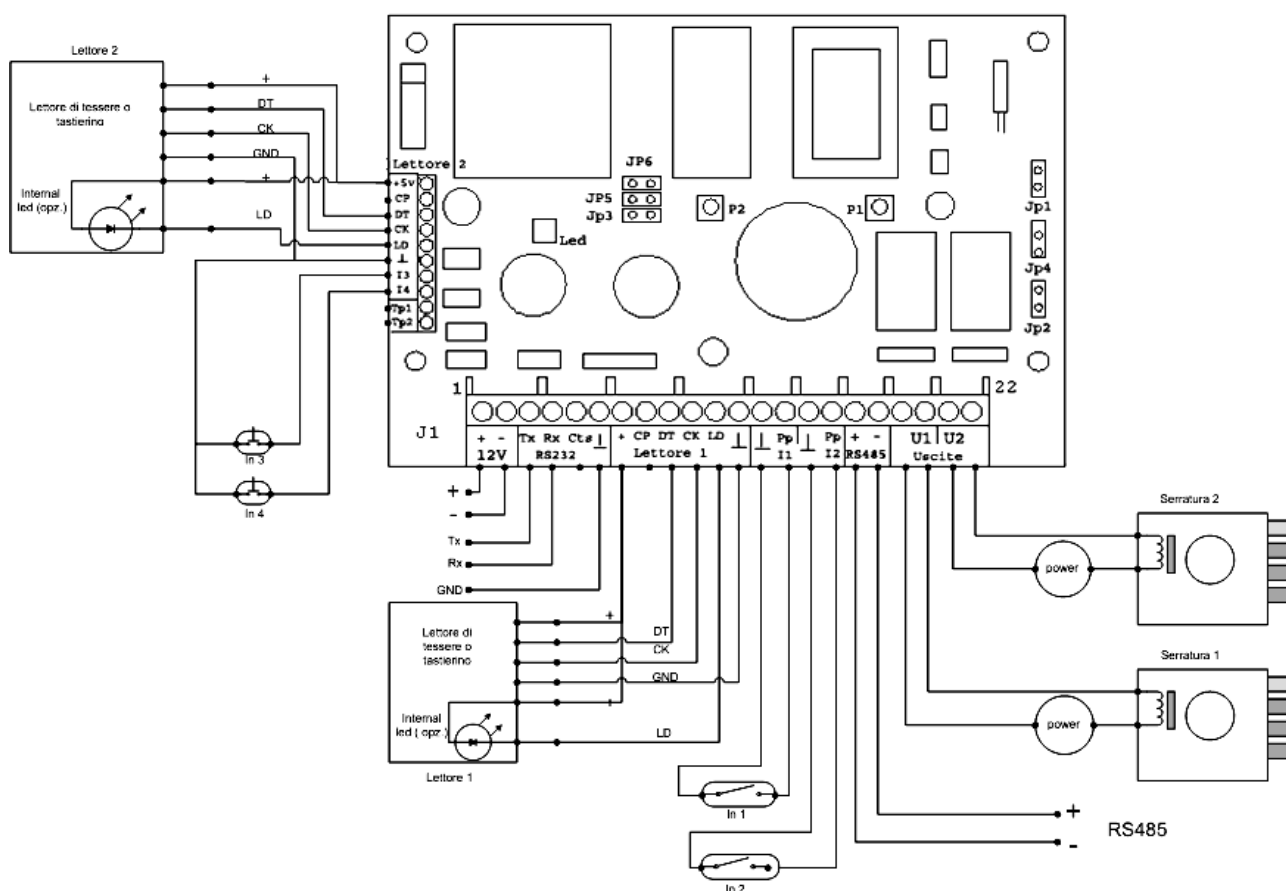 Lettore 2
Lettore di tessere o
tastierino
+
DT
CK
GND
+
LD
Internal
led (opz.)
Lettore 2
+5v
CP
DT
CK
LD
⊥
I3
I4
Tp1
Tp2
JP6
JP5
Jp3
Led
P2
P1
Jp1
Jp4
Jp2
1
22
J1
+ - Tx Rx Cts ⊥ + CP DT CK LD ⊥ ⊥ Pp ⊥ Pp + - U1 U2
12V RS232 Lettore 1 I1 I2 RS485 Uscite
In 3
In 4
+
-
Tx
Rx
GND
Lettore di
tessere o
tastierino
+
DT
CK
GND
+
LD
Internal
led ( opz.)
Lettore 1
In 1
In 2
Serratura 2
power
Serratura 1
power
+
-
RS485